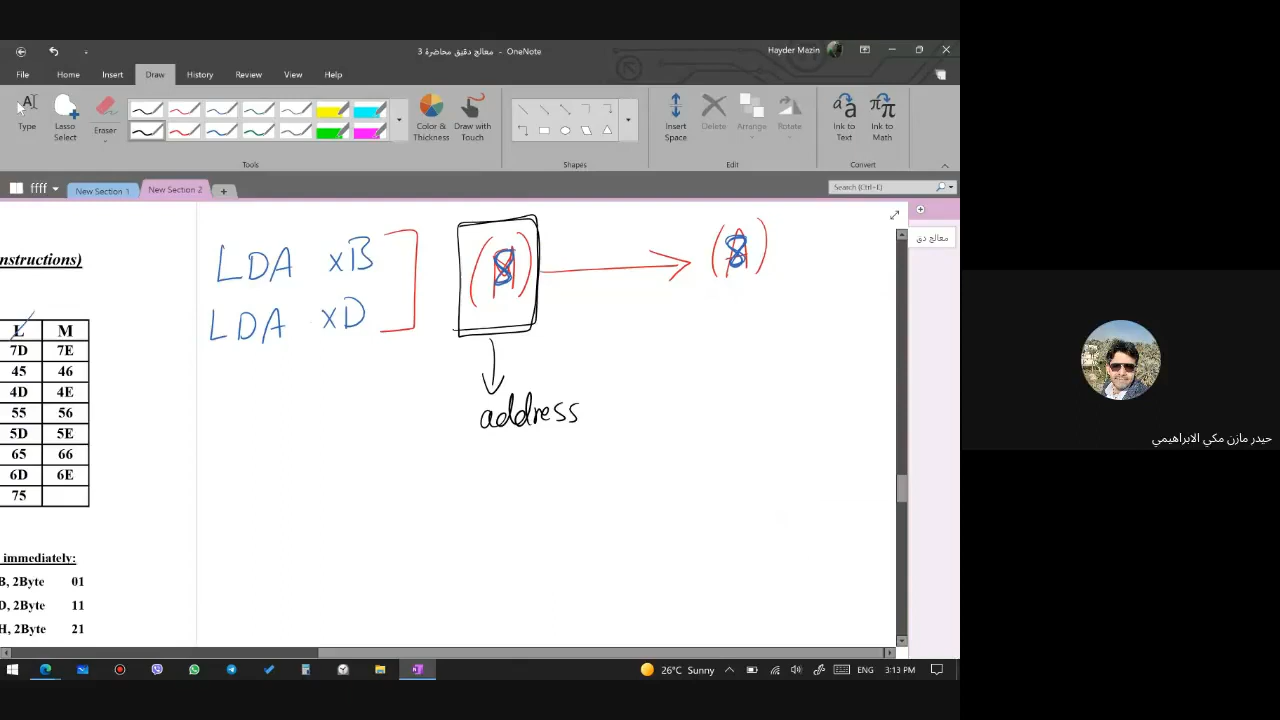 معالج دقيق محاضرة 3 - OneNote
Hayder Mazin
File Home Insert Draw History Review View Help
Type
Lasso Select
Eraser
Color & Thickness
Draw with Touch
Insert Space
Delete
Arrange
Rotate
Ink to Text
Ink to Math
Tools Shapes Edit Convert
ffff New Section 1 New Section 2 +
Search (Ctrl+E)
معالج دق
nstructions)
LDA xB
LDA xD
address
L M
7D 7E
45 46
4D 4E
55 56
5D 5E
65 66
6D 6E
75
immediately:
B, 2Byte 01
D, 2Byte 11
H, 2Byte 21
حيدر مازن مكي الابراهيمي
26°C Sunny ENG 3:13 PM